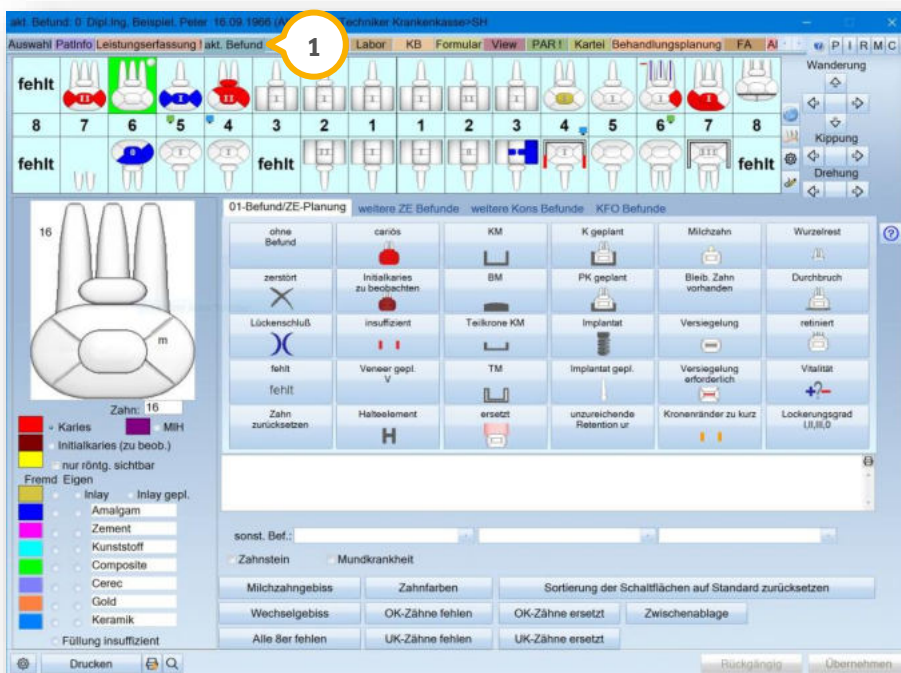 akt. Befund: 0 Dipl.Ing. Beispiel. Peter 16.09.1966 Techniker Krankenkasse>SH
Auswahl PatInfo Leistungserfassung ! akt. Befund 1 Labor KB Formular View PAR ! Kartei Behandlungsplanung FA P I R M C
Wanderung
fehlt
8 7 6 5 4 3 2 1 1 2 3 4 5 6 7 8
Kippung
fehlt fehlt fehlt
Drehung
01-Befund/ZE-Planung weitere ZE Befunde weitere Kons Befunde KFO Befunde
16
m
ohne Befund
cariös
KM
K geplant
Milchzahn
Wurzelrest
zerstört
Initialkaries zu beobachten
BM
PK geplant
Bleib. Zahn vorhanden
Durchbruch
Lückenschluß
insuffizient
Teilkrone KM
Implantat
Versiegelung
retiniert
fehlt
fehlt
Veneer gepl.
V
TM
Implantat gepl.
Versiegelung erforderlich
Vitalität
Zahn zurücksetzen
Halteelement
H
ersetzt
unzureichende Retention ur
Kronenränder zu kurz
Lockerungsgrad I,II,III,0
Zahn: 16
Karies MIH
Initialkaries (zu beob.)
nur röntg. sichtbar
Fremd Eigen
Inlay Inlay gepl.
Amalgam
Zement
Kunststoff
Composite
Cerec
Gold
Keramik
Füllung insuffizient
sonst. Bef.:
Zahnstein Mundkrankheit
Milchzahngebiss Zahnfarben Sortierung der Schaltflächen auf Standard zurücksetzen
Wechselgebiss OK-Zähne fehlen OK-Zähne ersetzt Zwischenablage
Alle 8er fehlen UK-Zähne fehlen UK-Zähne ersetzt
Drucken Rückgängig Übernehmen